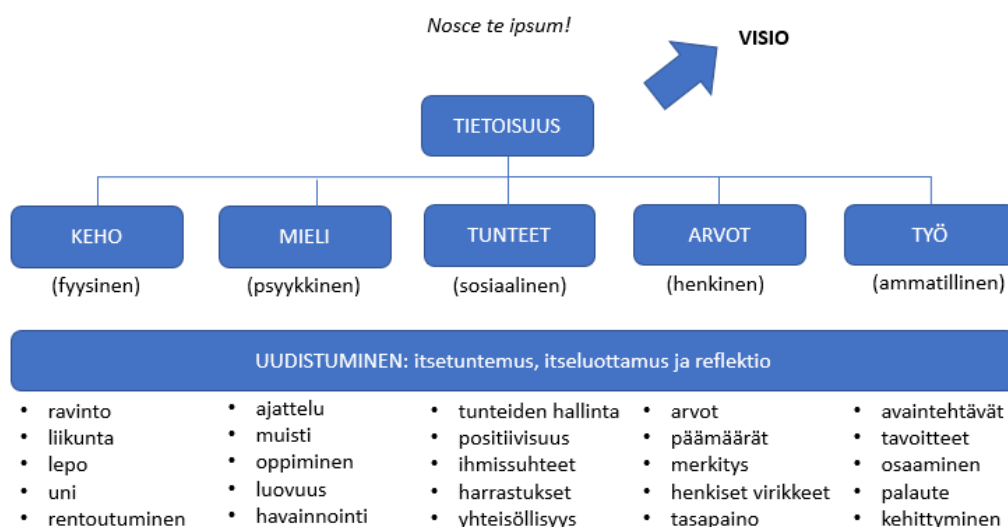 Nosce te ipsum!
VISIO
TIETOISUUS
KEHO
MIELI
TUNTEET
ARVOT
TYÖ
(fyysinen)
(psyykkinen)
(sosiaalinen)
(henkinen)
(ammatillinen)
UUDISTUMINEN: itsetuntemus, itseluottamus ja reflektio
• ravinto
• liikunta
• lepo
• uni
• rentoutuminen
• ajattelu
• muisti
• oppiminen
• luovuus
• havainnointi
• tunteiden hallinta
• positiivisuus
• ihmissuhteet
• harrastukset
• yhteisöllisyys
• arvot
• päämäärät
• merkitys
• henkiset virikkeet
• tasapaino
• avaintehtävät
• tavoitteet
• osaaminen
• palaute
• kehittyminen